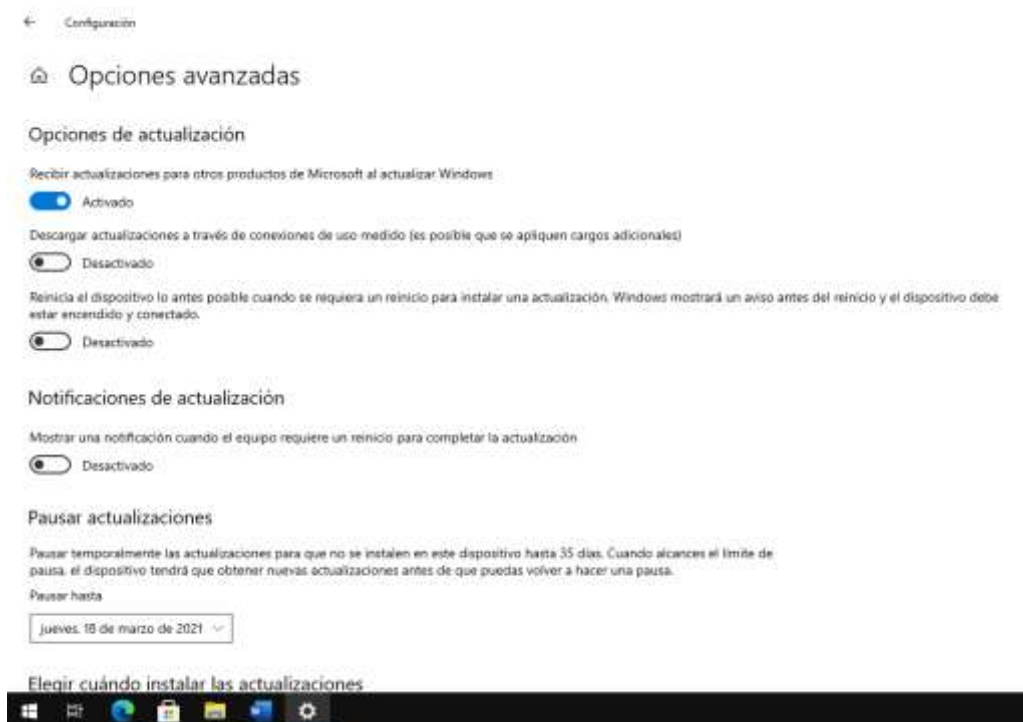 Configuración
Opciones avanzadas
Opciones de actualización
Recibir actualizaciones para otros productos de Microsoft al actualizar Windows
Activado
Descargar actualizaciones a través de conexiones de uso medido (es posible que se apliquen cargos adicionales)
Desactivado
Reinicia el dispositivo lo antes posible cuando se requiera un reinicio para instalar una actualización. Windows mostrará un aviso antes del reinicio y el dispositivo debe
estar encendido y conectado.
Desactivado
Notificaciones de actualización
Mostrar una notificación cuando el equipo requiere un reinicio para completar la actualización
Desactivado
Pausar actualizaciones
Pausar temporalmente las actualizaciones para que no se instalen en este dispositivo hasta 35 días. Cuando alcances el límite de
pausa, el dispositivo tendrá que obtener nuevas actualizaciones antes de que puedas volver a hacer una pausa.
Pausar hasta
jueves, 18 de marzo de 2021
Elegir cuándo instalar las actualizaciones